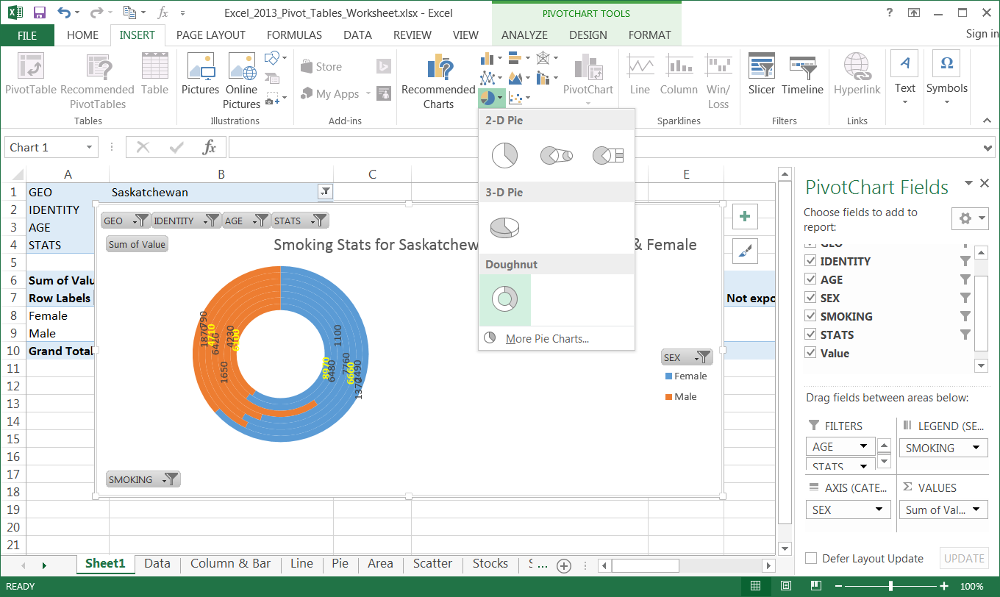 Excel_2013_Pivot_Tables_Worksheet.xlsx - Excel
PIVOTCHART TOOLS
?
FILE HOME INSERT PAGE LAYOUT FORMULAS DATA REVIEW VIEW ANALYZE DESIGN FORMAT
Sign in
PivotTable
Recommended
PivotTables
Table
Tables
Pictures
Online
Pictures
Illustrations
Store
My Apps
Add-ins
Recommended
Charts
PivotChart
Line
Column
Win/
Loss
Sparklines
Slicer
Timeline
Filters
Hyperlink
Links
Text
Symbols
Chart 1
fx
2-D Pie
3-D Pie
Doughnut
More Pie Charts...
A B C E
1 GEO Saskatchewan
2 IDENTITY
3 AGE
4 STATS
5
6 Sum of Valu
7 Row Labels
Not expo
8 Female
9 Male
10 Grand Total
11
12
13
14
15
16
17
18
19
20
21
GEO IDENTITY AGE STATS
Sum of Value
Smoking Stats for Saskatchew
& Female
790
1870
4710
6420
4230
6100
1650
1100
8970
6480
7760
6660
2490
1370
SEX
Female
Male
SMOKING
PivotChart Fields
Choose fields to add to
report:
GEO
IDENTITY
AGE
SEX
SMOKING
STATS
Value
Drag fields between areas below:
FILTERS
AGE
STATS
LEGEND (SE...
SMOKING
AXIS (CATE...
SEX
Σ VALUES
Sum of Val...
Defer Layout Update
UPDATE
Sheet1 Data Column & Bar Line Pie Area Scatter Stocks S ...
READY
100%